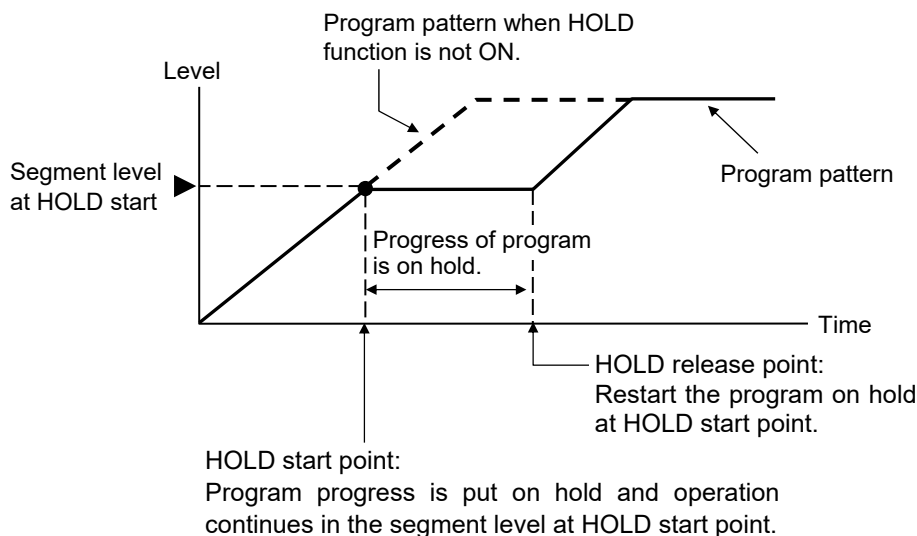 Program pattern when HOLD
function is not ON.
Level
Segment level
at HOLD start
Program pattern
Progress of program
is on hold.
Time
HOLD release point:
Restart the program on hold
at HOLD start point.
HOLD start point:
Program progress is put on hold and operation
continues in the segment level at HOLD start point.